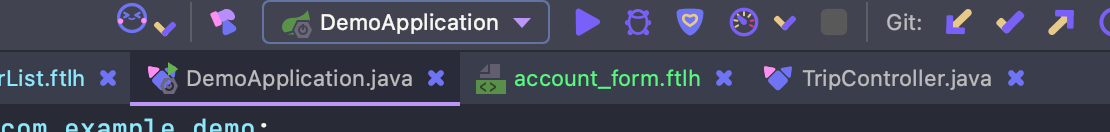 DemoApplication Git:
rList.ftlh DemoApplication.java account_form.ftlh TripController.java
com.example.demo;